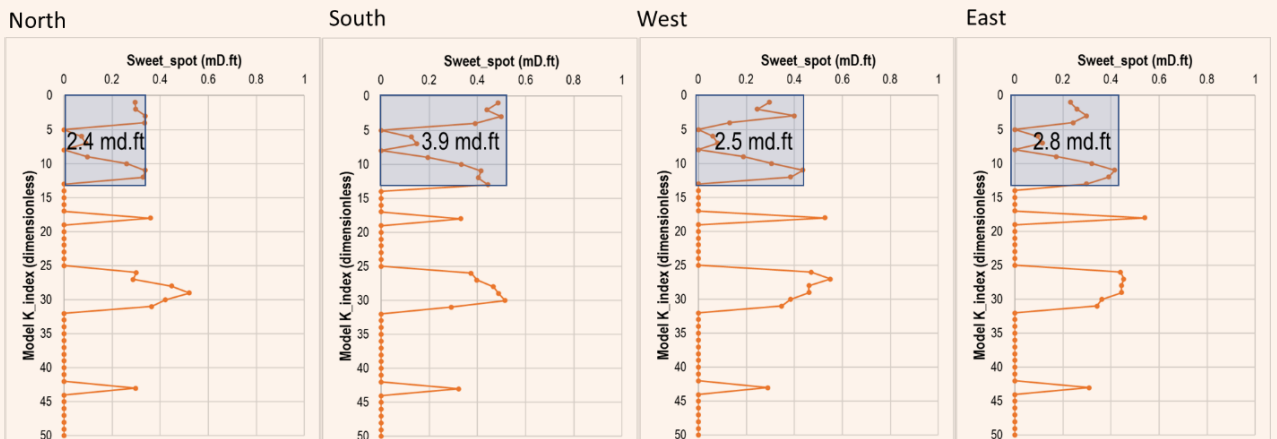 North
South
West
East
Sweet_spot (mD.ft)
0 0.2 0.4 0.6 0.8 1
Model K_index (dimensionless)
0
5
10
15
20
25
30
35
40
45
50
2.4 md.ft
Sweet_spot (mD.ft)
0 0.2 0.4 0.6 0.8 1
Model K_index (dimensionless)
0
5
10
15
20
25
30
35
40
45
50
3.9 md.ft
Sweet_spot (mD.ft)
0 0.2 0.4 0.6 0.8 1
Model K_index (dimensionless)
0
5
10
15
20
25
30
35
40
45
50
2.5 md.ft
Sweet_spot (mD.ft)
0 0.2 0.4 0.6 0.8 1
Model K_index (dimensionless)
0
5
10
15
20
25
30
35
40
45
50
2.8 md.ft